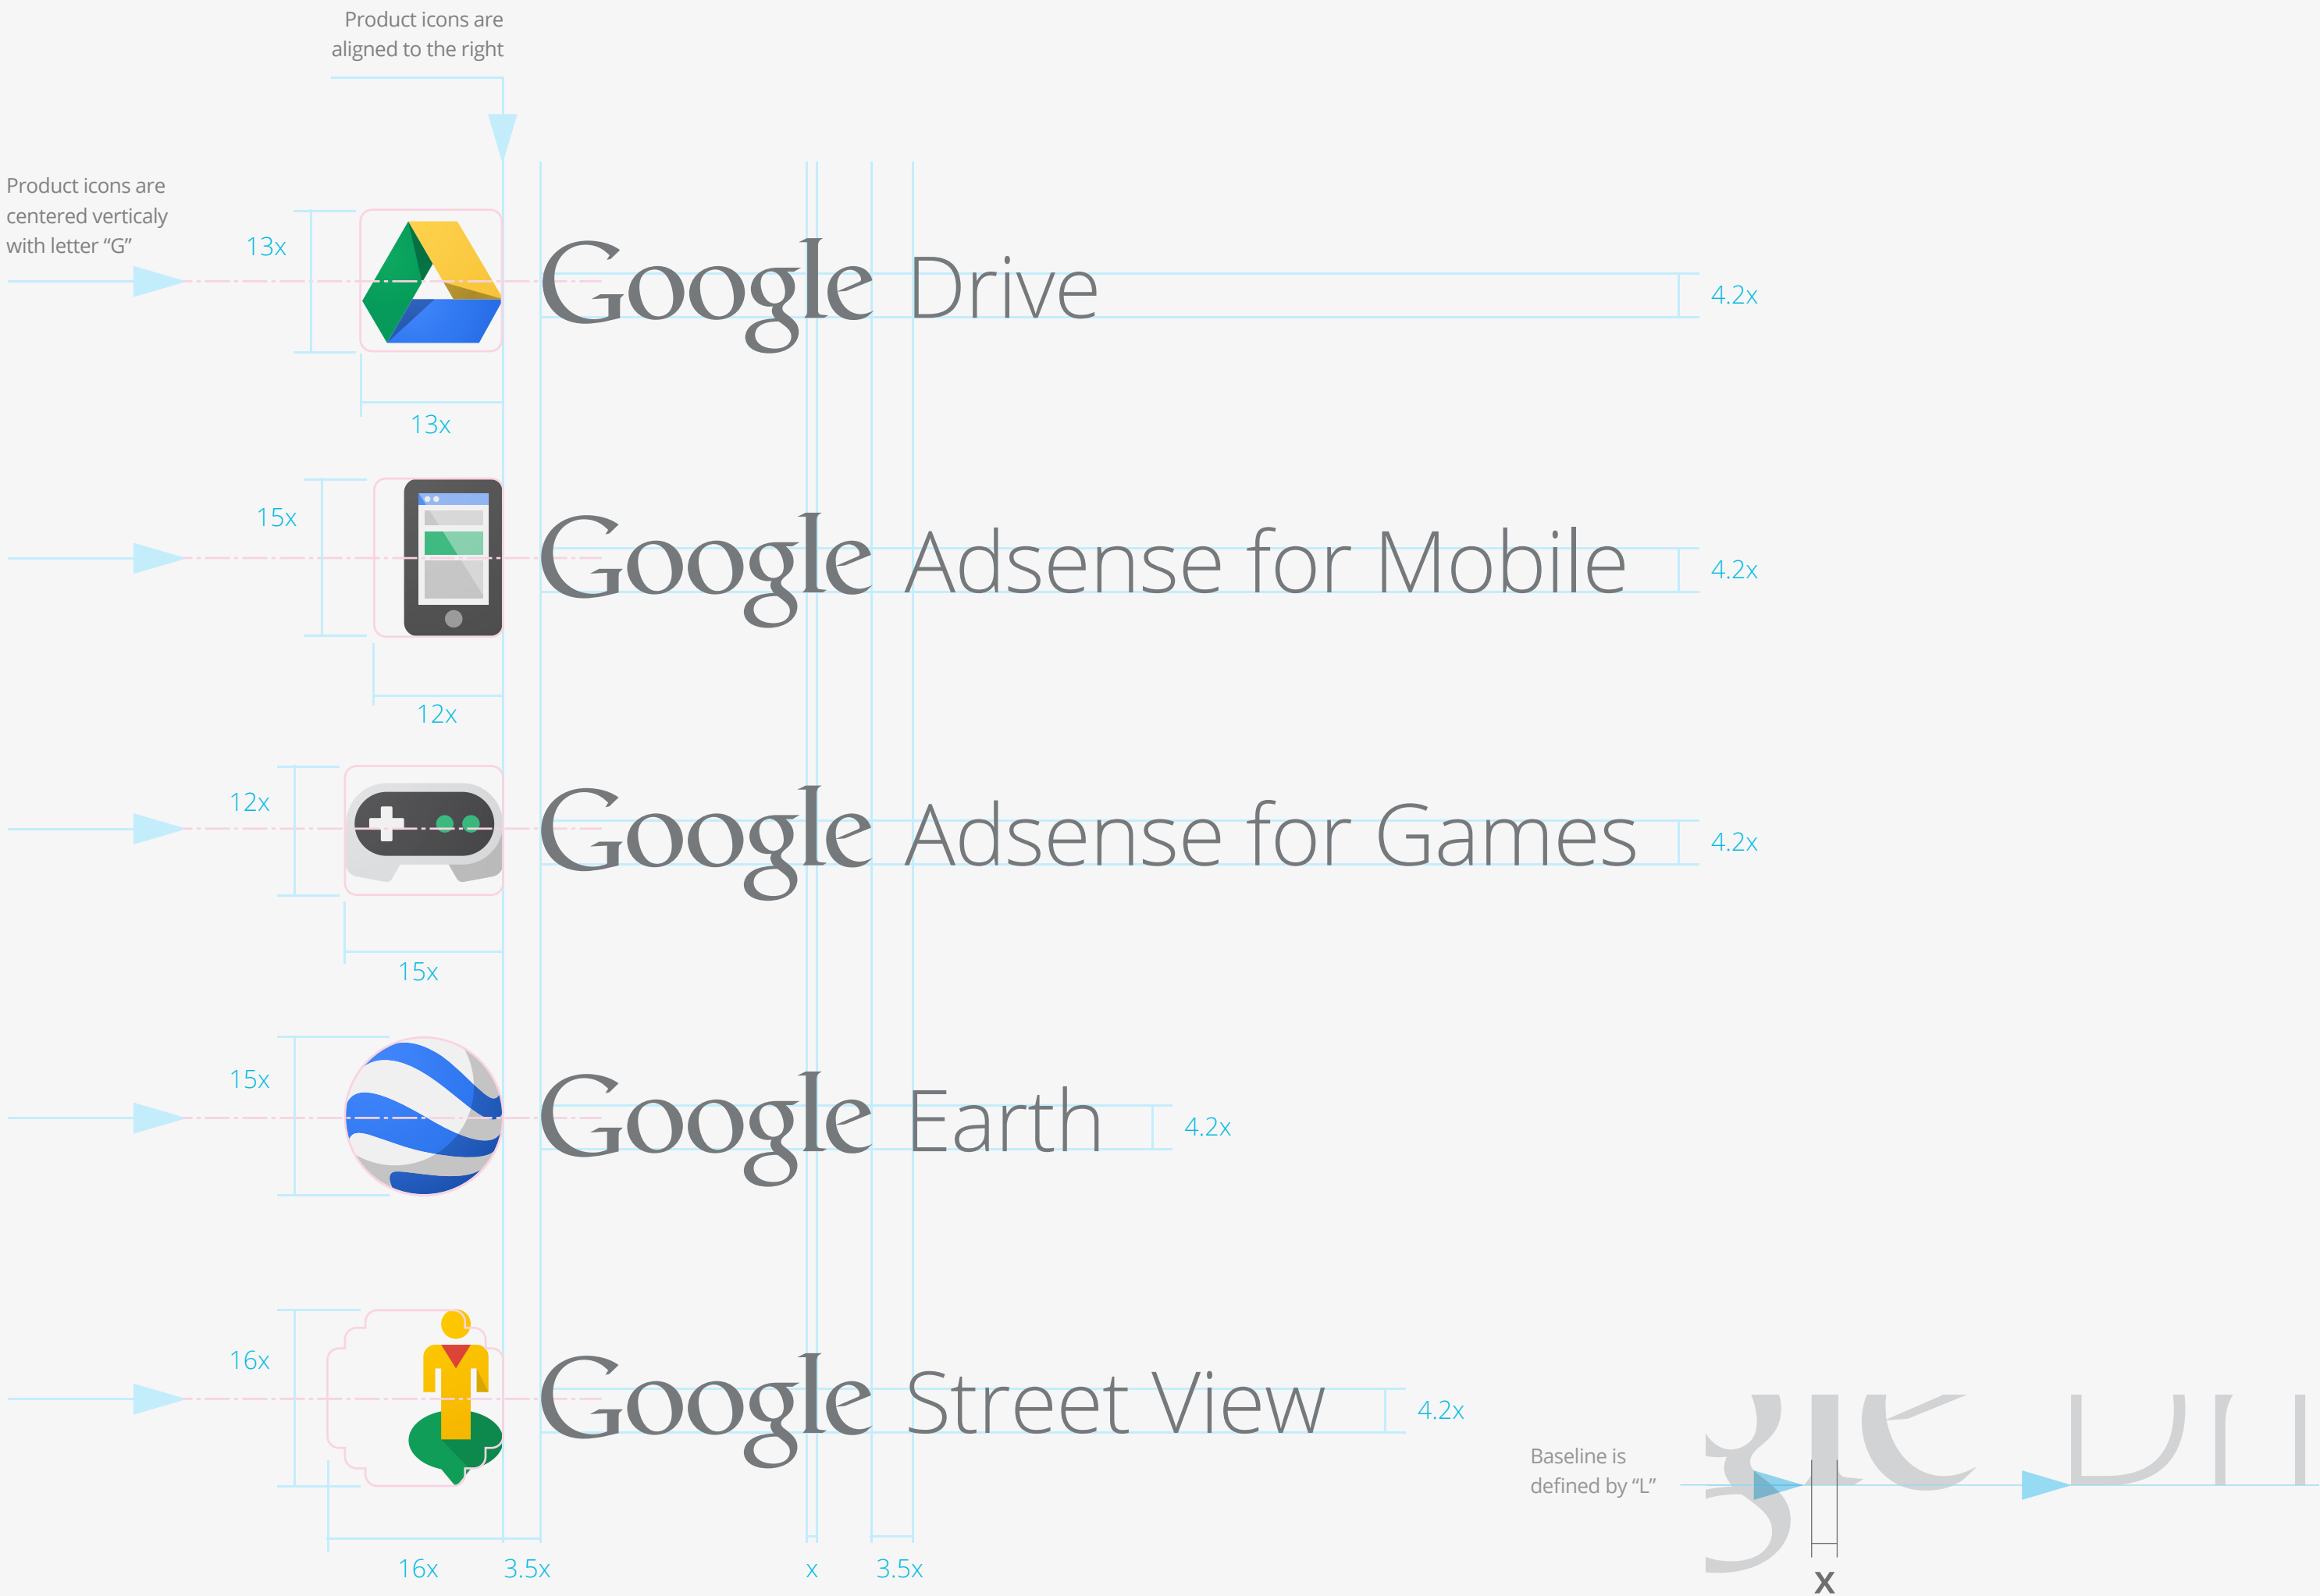 Product icons are
aligned to the right
Product icons are
centered verticaly
with letter “G”
13x
Google Drive
4.2x
13x
15x
Google Adsense for Mobile
4.2x
12x
12x
Google Adsense for Games
4.2x
15x
15x
Google Earth
4.2x
16x
Google Street View
4.2x
gle Dri
Baseline is
defined by “L”
16x
3.5x
x
3.5x
x